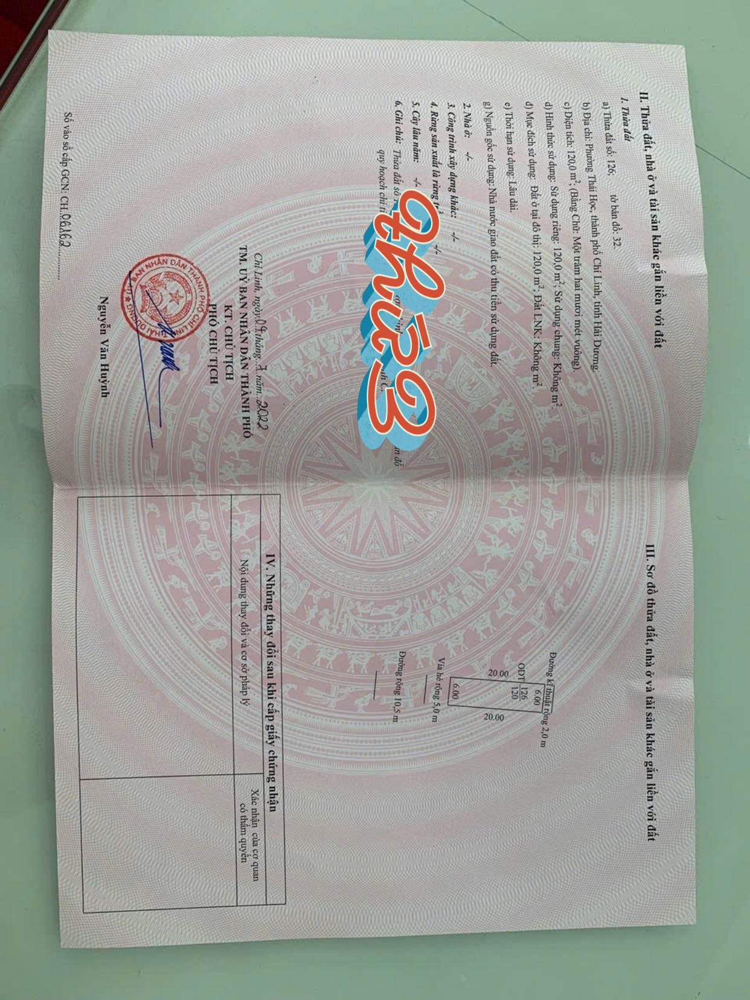 II. Thửa đất, nhà ở và tài sản khác gắn liền với đất
1. Thửa đất
a) Thửa đất số: 126; tờ bản đồ: 32.
b) Địa chỉ: Phường Thái Học, thành phố Chí Linh, tỉnh Hải Dương.
c) Diện tích: 120,0 m²; (Bằng Chữ: Một trăm hai mươi mét vuông).
d) Hình thức sử dụng: Sử dụng riêng: 120,0 m²; Sử dụng chung: Không m².
đ) Mục đích sử dụng: Đất ở tại đô thị: 120,0 m²; Đất LNK: Không m².
e) Thời hạn sử dụng: Lâu dài.
g) Nguồn gốc sử dụng: Nhà nước giao đất có thu tiền sử dụng đất.
2. Nhà ở: -/-
3. Công trình xây dựng khác: -/-
4. Rừng sản xuất là rừng -/-
5. Cây lâu năm: -/-
6. Ghi chú: Thửa đất số
quy hoạch chi
Chí Linh, ngày 04 tháng 7 năm 2022
TM. UỶ BAN NHÂN DÂN THÀNH PHỐ
KT. CHỦ TỊCH
PHÓ CHỦ TỊCH
Nguyễn Văn Huỳnh
Số vào sổ cấp GCN: CH 06162
III. Sơ đồ thửa đất, nhà ở và tài sản khác gắn liền với đất
Đường kĩ thuật rộng 2,0 m
6.00
ODT 126
120
20.00
20.00
6.00
Vỉa hè rộng 5,0 m
Đường rộng 10,5 m
IV. Những thay đổi sau khi cấp giấy chứng nhận
Nội dung thay đổi và cơ sở pháp lý
Xác nhận của cơ quan
có thẩm quyền